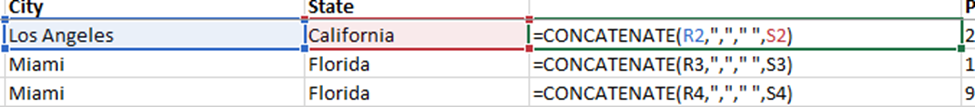 City State P
Los Angeles California =CONCATENATE(R2,",'," ",S2) 2
Miami Florida =CONCATENATE(R3,",'," ",S3) 1
Miami Florida =CONCATENATE(R4,",'," ",S4) 9